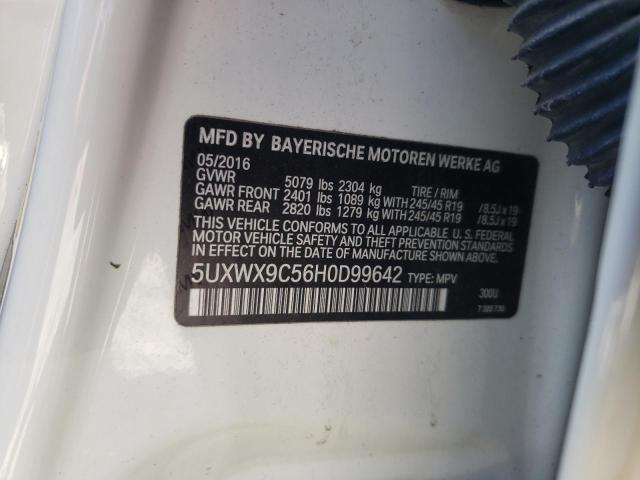 MFD BY BAYERISCHE MOTOREN WERKE AG
05/2016
GVWR 5079 lbs 2304 kg TIRE / RIM
GAWR FRONT 2401 lbs 1089 kg WITH 245/45 R19 /8.5J x 19
GAWR REAR 2820 lbs 1279 kg WITH 245/45 R19 /8.5J x 19
THIS VEHICLE CONFORMS TO ALL APPLICABLE U. S. FEDERAL
MOTOR VEHICLE SAFETY AND THEFT PREVENTION STANDARDS
IN EFFECT ON THE DATE OF MANUFACTURE SHOWN ABOVE.
5UXWX9C56H0D99642 TYPE: MPV
300U